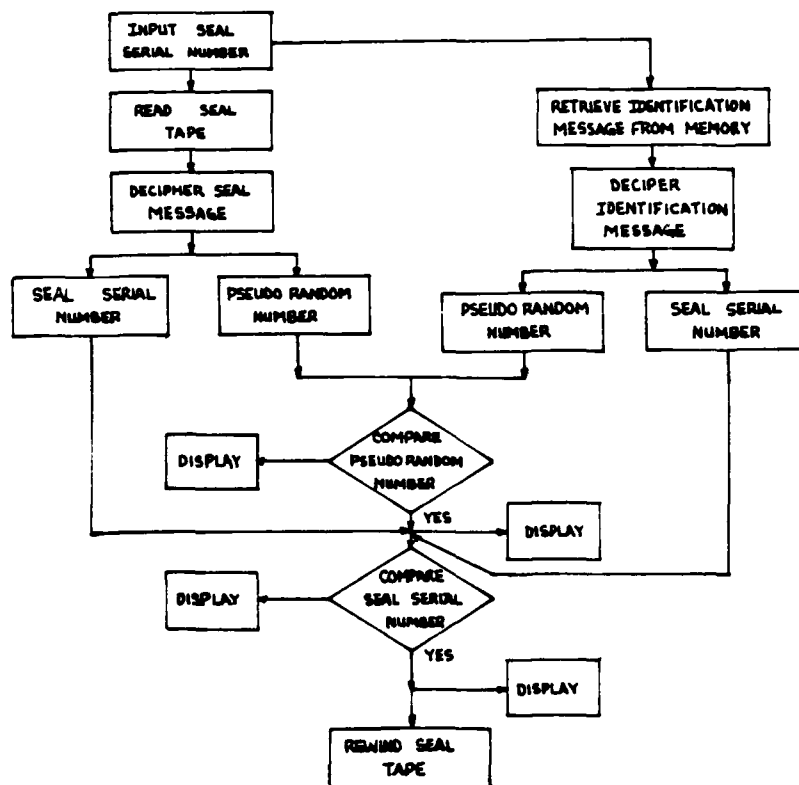 INPUT SEAL
SERIAL NUMBER
READ SEAL
TAPE
RETRIEVE IDENTIFICATION
MESSAGE FROM MEMORY
DECIPHER SEAL
MESSAGE
DECIPER
IDENTIFICATION
MESSAGE
SEAL SERIAL
NUMBER
PSEUDO RANDOM
NUMBER
PSEUDO RANDOM
NUMBER
SEAL SERIAL
NUMBER
COMPARE
PSEUDO RANDOM
NUMBER
DISPLAY
YES
DISPLAY
COMPARE
SEAL SERIAL
NUMBER
DISPLAY
YES
DISPLAY
REWIND SEAL
TAPE